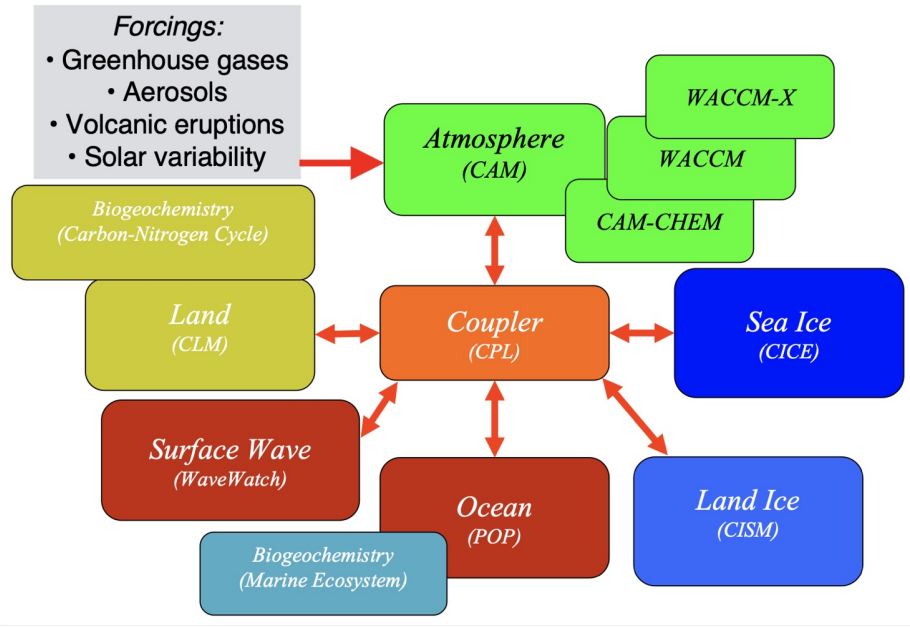 Forcings:
• Greenhouse gases
• Aerosols
• Volcanic eruptions
• Solar variability
WACCM-X
Atmosphere
(CAM)
WACCM
CAM-CHEM
Biogeochemistry
(Carbon-Nitrogen Cycle)
Land
(CLM)
Coupler
(CPL)
Sea Ice
(CICE)
Surface Wave
(WaveWatch)
Ocean
(POP)
Land Ice
(CISM)
Biogeochemistry
(Marine Ecosystem)